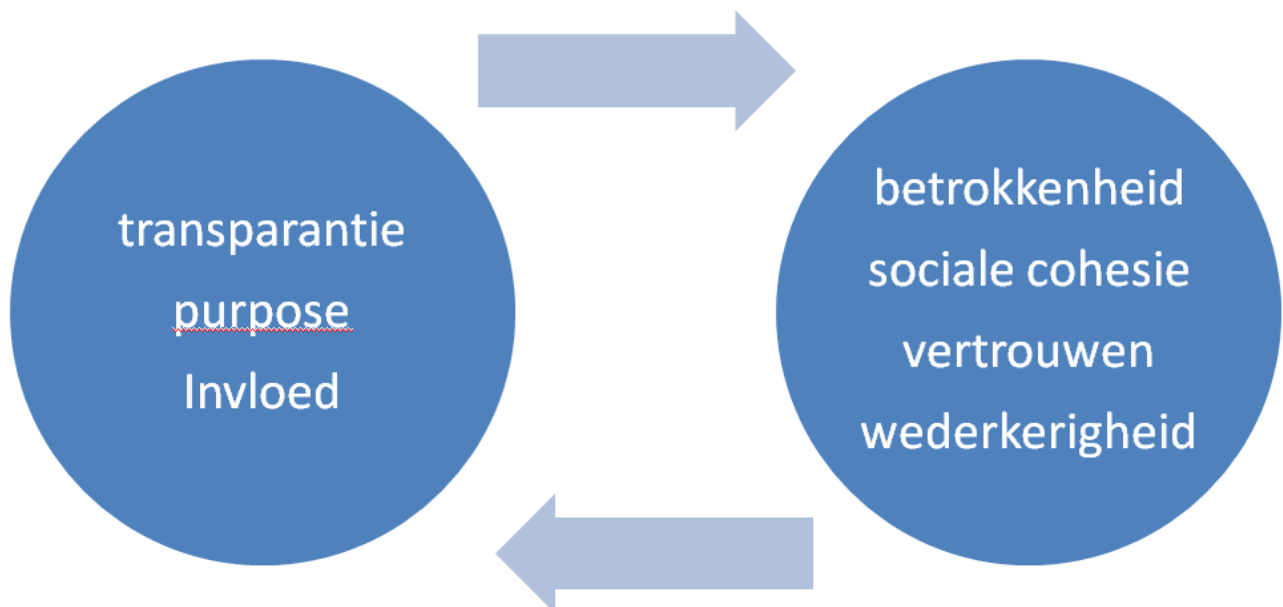 transparantie
purpose
Invloed
betrokkenheid
sociale cohesie
vertrouwen
wederkerigheid